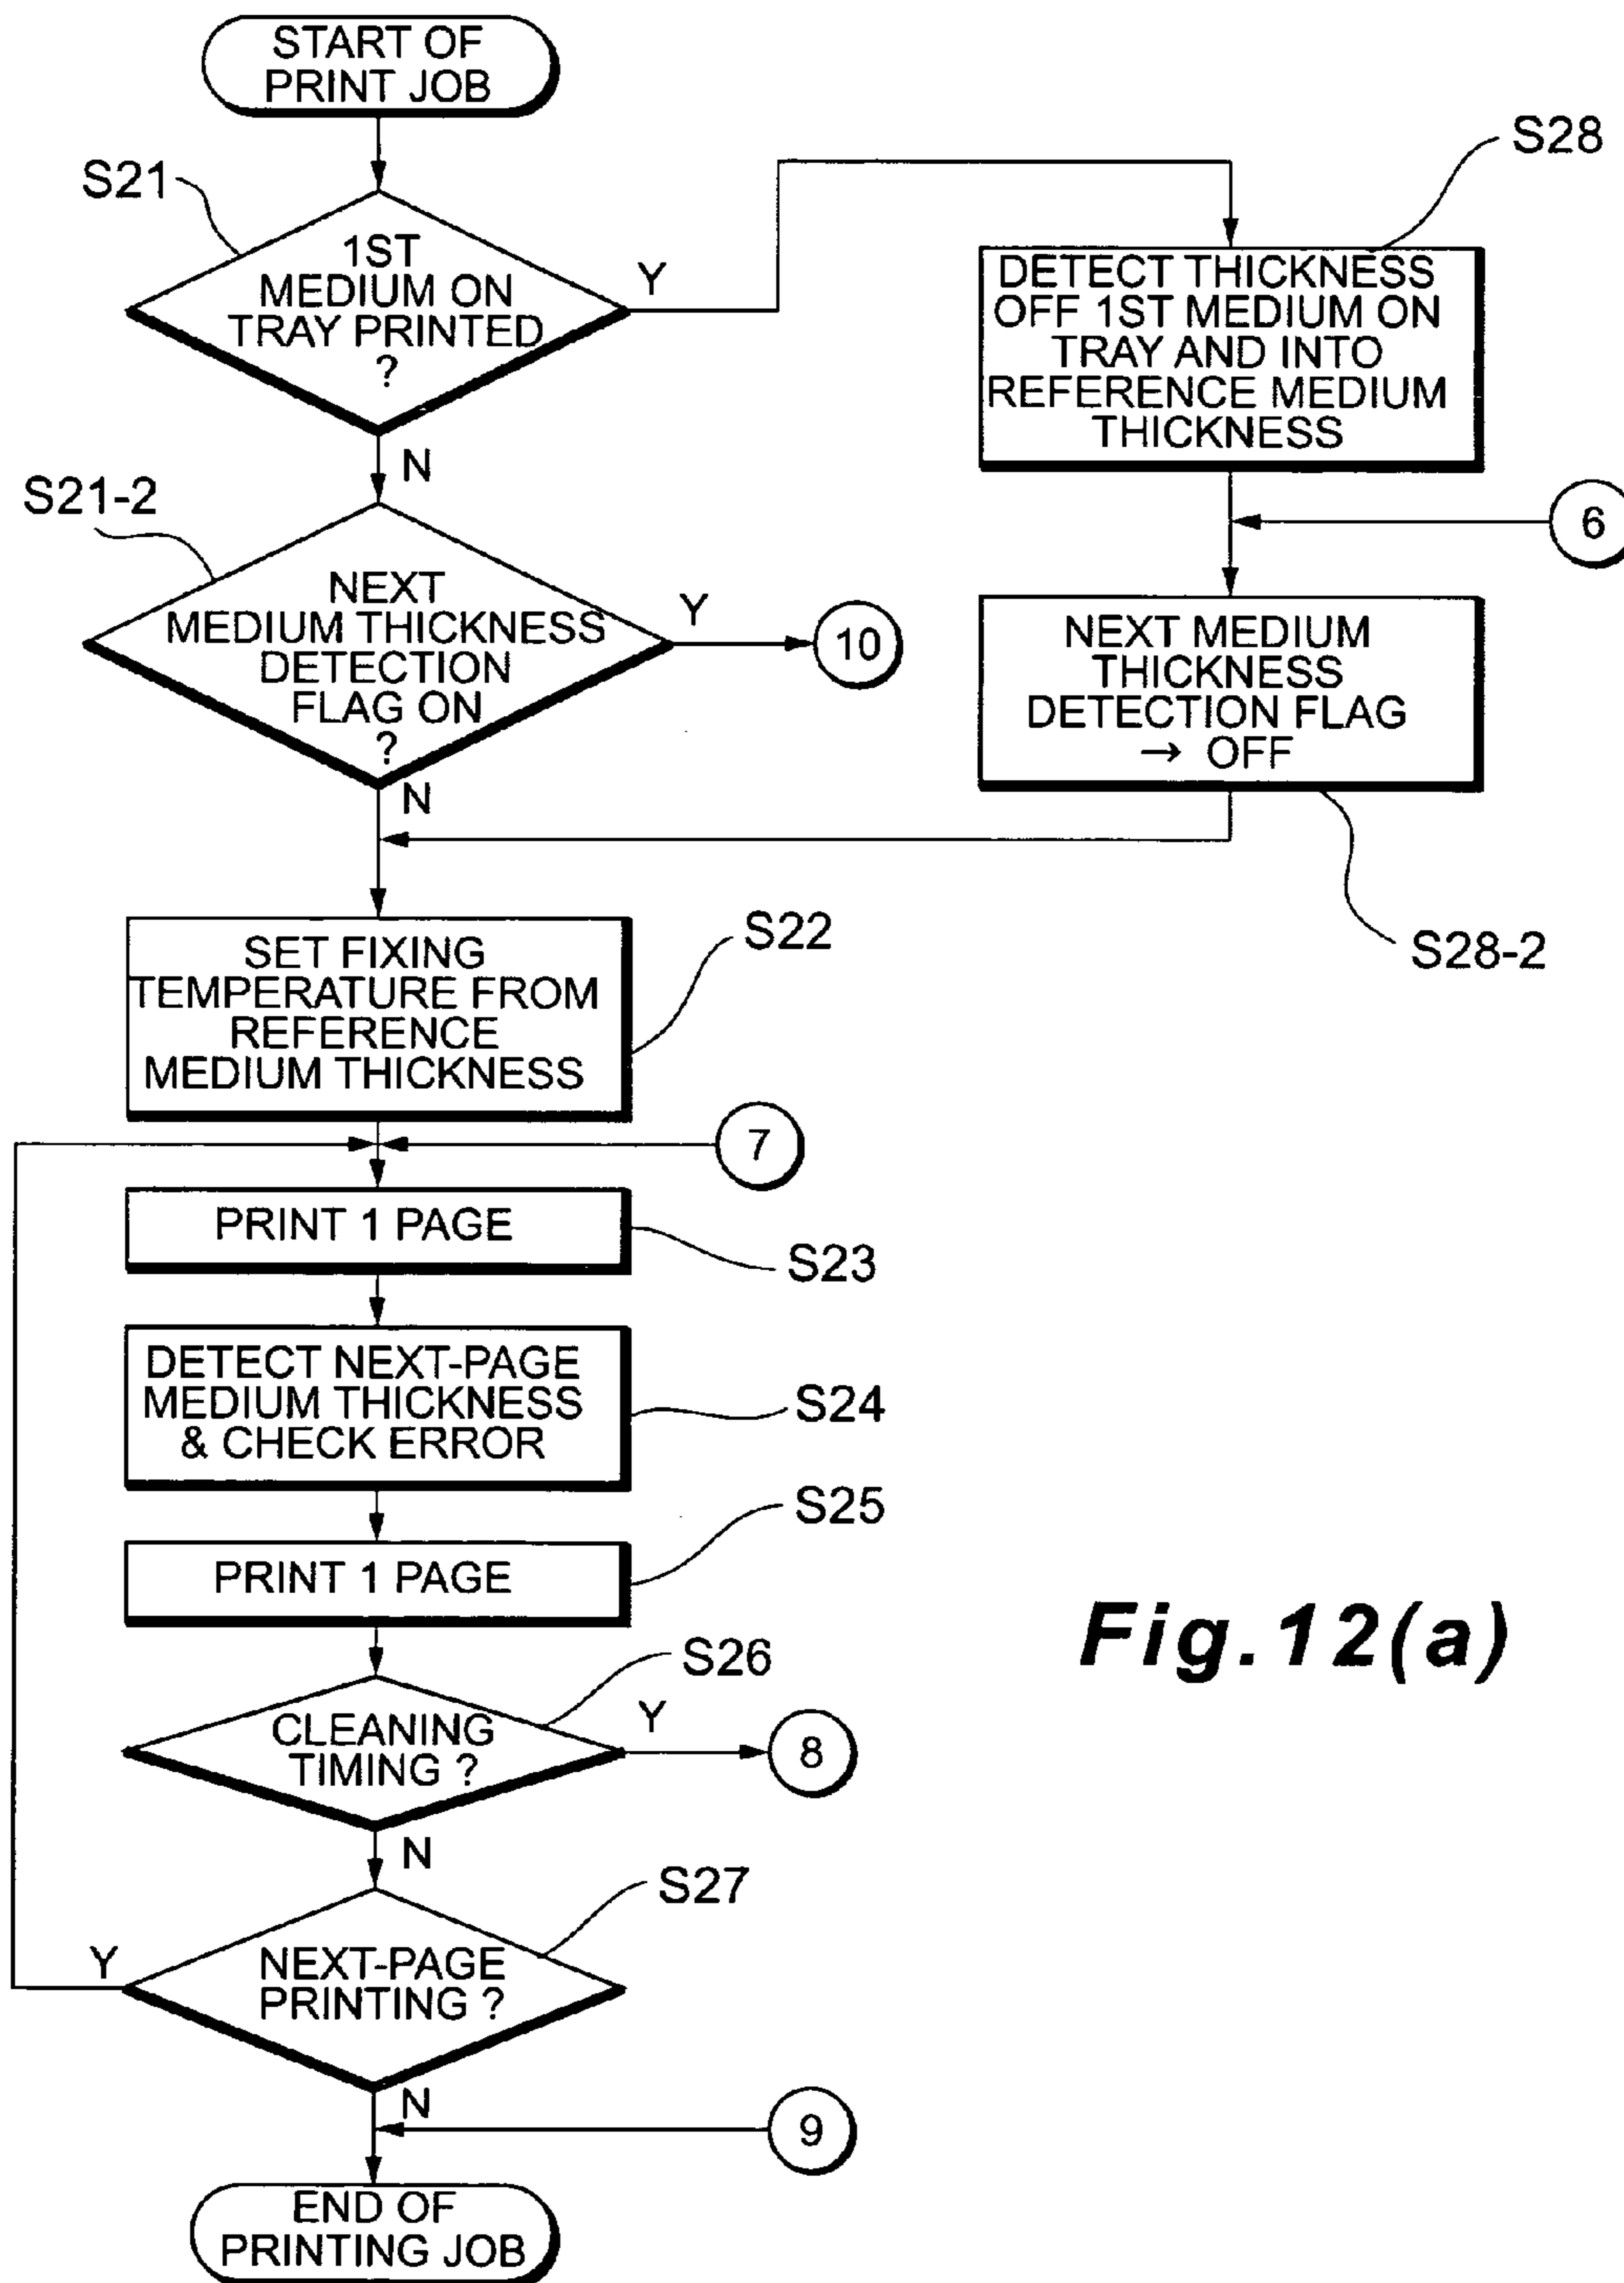 START OF
PRINT JOB
S21
1ST
MEDIUM ON
TRAY PRINTED
?
Y
N
S28
DETECT THICKNESS
OFF 1ST MEDIUM ON
TRAY AND INTO
REFERENCE MEDIUM
THICKNESS
6
S21-2
NEXT
MEDIUM THICKNESS
DETECTION
FLAG ON
?
Y
10
N
NEXT MEDIUM
THICKNESS
DETECTION FLAG
→ OFF
S28-2
SET FIXING
TEMPERATURE FROM
REFERENCE
MEDIUM THICKNESS
S22
7
PRINT 1 PAGE
S23
DETECT NEXT-PAGE
MEDIUM THICKNESS
& CHECK ERROR
S24
PRINT 1 PAGE
S25
CLEANING
TIMING ?
S26
Y
8
N
NEXT-PAGE
PRINTING ?
S27
Y
N
9
END OF
PRINTING JOB
Fig.12(a)